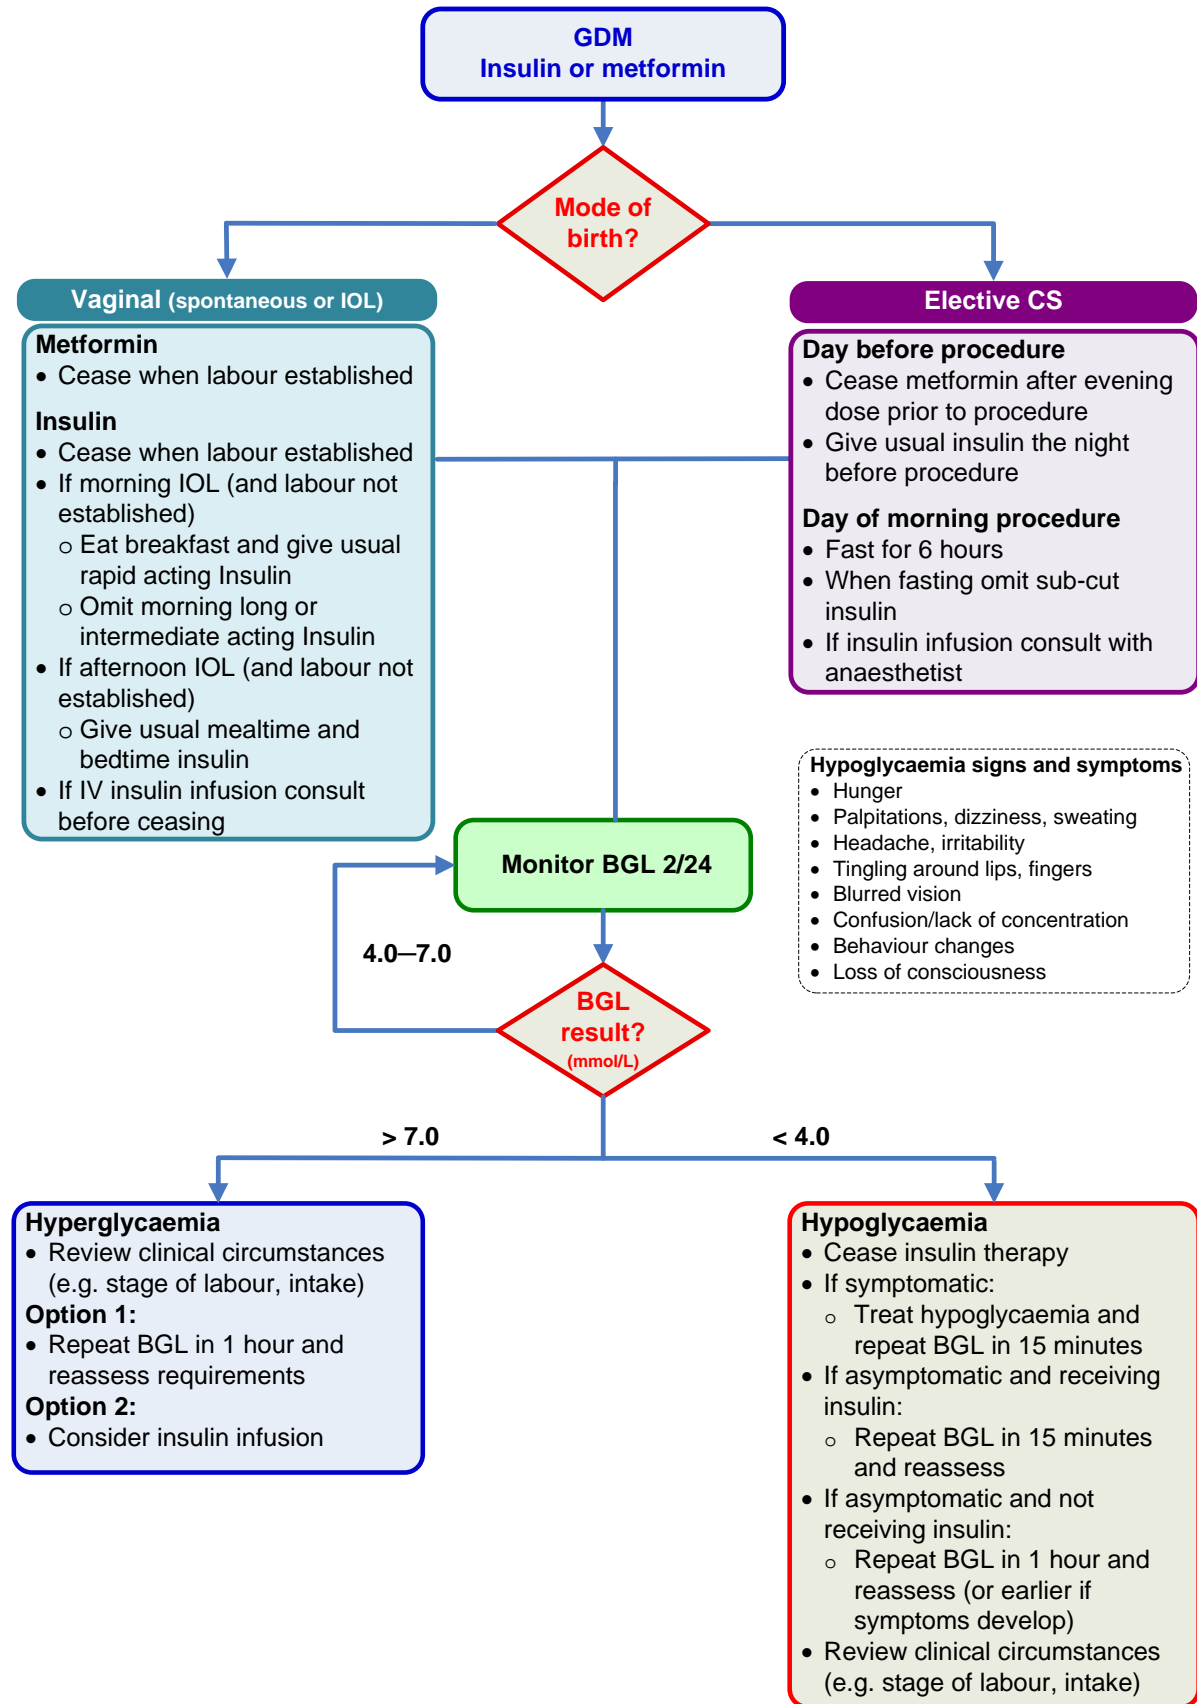 GDM
Insulin or metformin
Mode of
birth?
Vaginal (spontaneous or IOL)
Metformin
• Cease when labour established
Insulin
• Cease when labour established
• If morning IOL (and labour not
established)
o Eat breakfast and give usual
rapid acting Insulin
o Omit morning long or
intermediate acting Insulin
• If afternoon IOL (and labour not
established)
o Give usual mealtime and
bedtime insulin
• If IV insulin infusion consult
before ceasing
Elective CS
Day before procedure
• Cease metformin after evening
dose prior to procedure
• Give usual insulin the night
before procedure
Day of morning procedure
• Fast for 6 hours
• When fasting omit sub-cut
insulin
• If insulin infusion consult with
anaesthetist
Hypoglycaemia signs and symptoms
• Hunger
• Palpitations, dizziness, sweating
• Headache, irritability
• Tingling around lips, fingers
• Blurred vision
• Confusion/lack of concentration
• Behaviour changes
• Loss of consciousness
Monitor BGL 2/24
4.0—7.0
BGL
result?
(mmol/L)
> 7.0
< 4.0
Hyperglycaemia
• Review clinical circumstances
(e.g. stage of labour, intake)
Option 1:
• Repeat BGL in 1 hour and
reassess requirements
Option 2:
• Consider insulin infusion
Hypoglycaemia
• Cease insulin therapy
• If symptomatic:
o Treat hypoglycaemia and
repeat BGL in 15 minutes
• If asymptomatic and receiving
insulin:
o Repeat BGL in 15 minutes
and reassess
• If asymptomatic and not
receiving insulin:
o Repeat BGL in 1 hour and
reassess (or earlier if
symptoms develop)
• Review clinical circumstances
(e.g. stage of labour, intake)